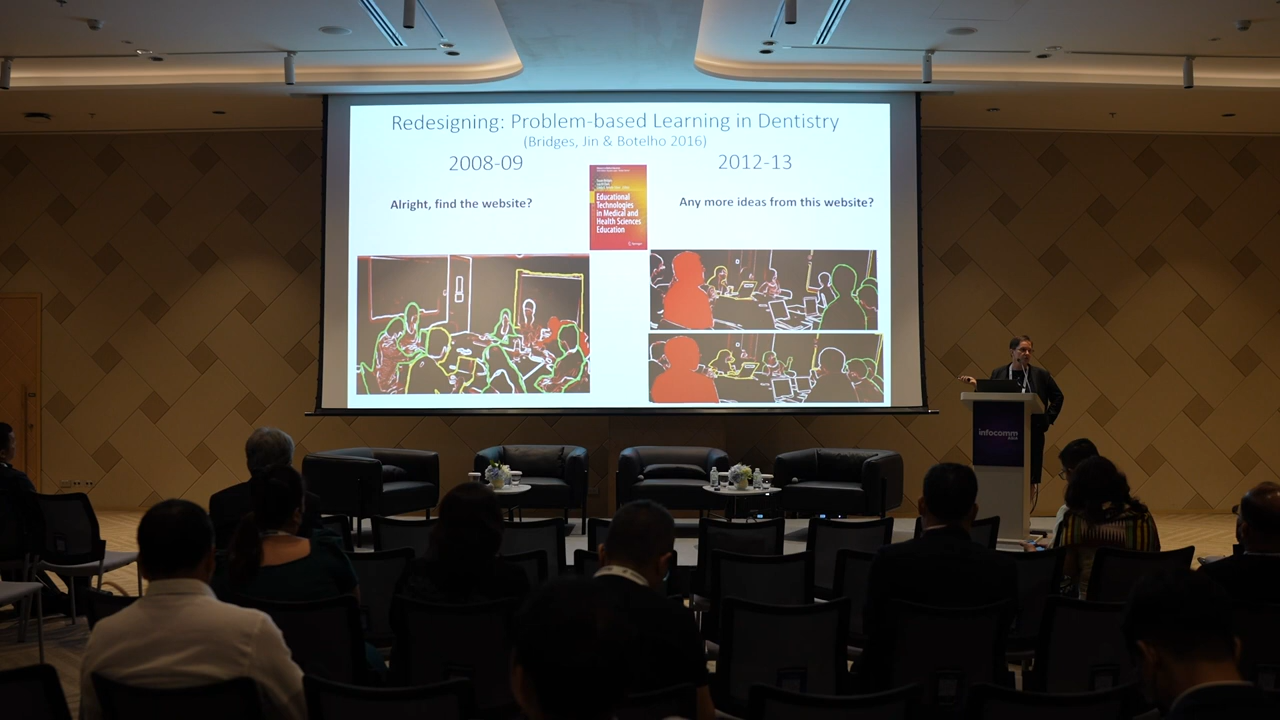 Redesigning: Problem-based Learning in Dentistry
(Bridges, Jin & Botelho 2016)
2008-09
2012-13
Alright, find the website?
Any more ideas from this website?
Educational
Technologies
in Medical and
Health Sciences
Education
Springer
infocomm